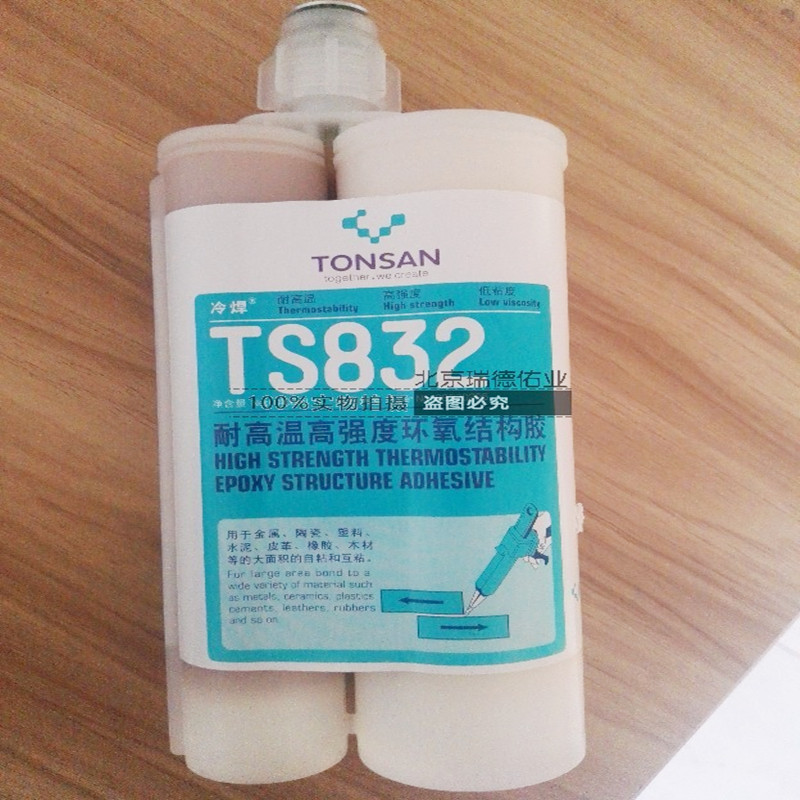 TONSAN
together, we create
冷焊®
耐高温 高强度 低粘度
Thermostability High strength Low viscosity
TS832
北京瑞德佑业
净含量
100%实物拍摄 盗图必究
耐高温高强度环氧结构胶
HIGH STRENGTH THERMOSTABILITY
EPOXY STRUCTURE ADHESIVE
用于金属、陶瓷、塑料、
水泥、皮革、橡胶、木材
等的大面积的自粘和互粘。
For large area bond to a
wide variety of material such
as metals, ceramics, plastics
cements, leathers, rubbers
and so on.